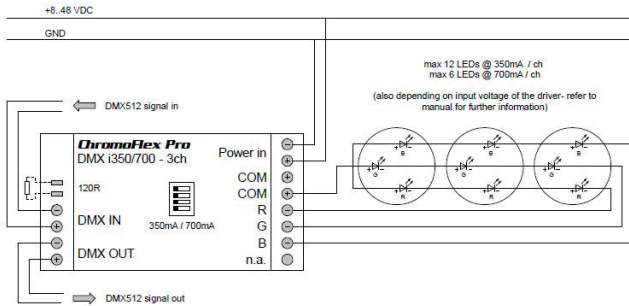 +8..48 VDC
GND
max 12 LEDs @ 350mA / ch
max 6 LEDs @ 700mA / ch
(also depending on input voltage of the driver- refer to
manual for further information)
DMX512 signal in
ChromoFlex Pro
DMX i350/700 - 3ch
Power in
COM
120R
COM
R
DMX IN
G
350mA / 700mA
B
DMX OUT
n.a.
B
G
R
B
G
R
B
G
R
DMX512 signal out